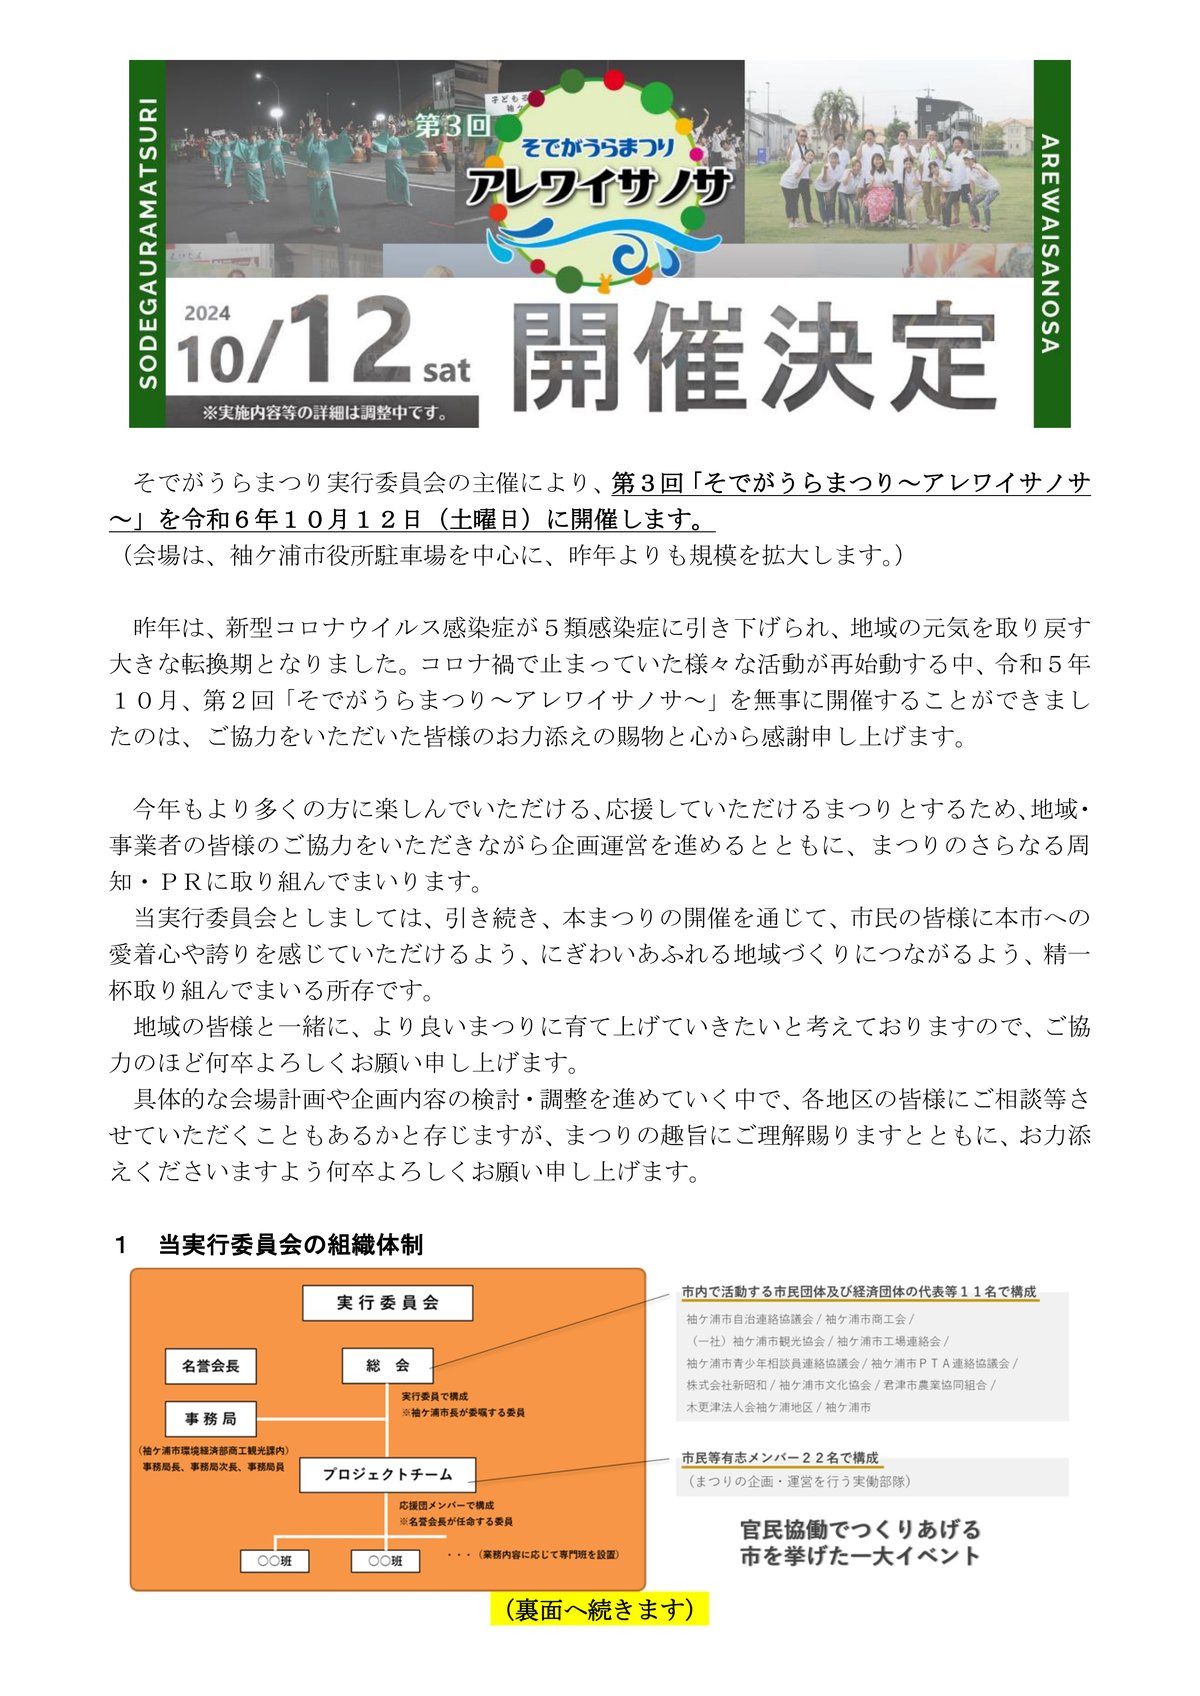 SODEGAURAMATSURI
子ども
第3回
そでがうらまつり
アレワイサノサ
AREWAISANOSA
2024
10/12 sat
開催決定
※実施内容等の詳細は調整中です。
そでがうらまつり実行委員会の主催により、第３回「そでがうらまつり～アレワイサノサ
～」を令和６年１０月１２日（土曜日）に開催します。
（会場は、袖ケ浦市役所駐車場を中心に、昨年よりも規模を拡大します。）
昨年は、新型コロナウイルス感染症が５類感染症に引き下げられ、地域の元気を取り戻す
大きな転換期となりました。コロナ禍で止まっていた様々な活動が再始動する中、令和５年
１０月、第２回「そでがうらまつり～アレワイサノサ～」を無事に開催することができまし
たのは、ご協力をいただいた皆様のお力添えの賜物と心から感謝申し上げます。
今年もより多くの方に楽しんでいただける、応援していただけるまつりとするため、地域・
事業者の皆様のご協力をいただきながら企画運営を進めるとともに、まつりのさらなる周
知・ＰＲに取り組んでまいります。
当実行委員会としましては、引き続き、本まつりの開催を通じて、市民の皆様に本市への
愛着心や誇りを感じていただけるよう、にぎわいあふれる地域づくりにつながるよう、精一
杯取り組んでまいる所存です。
地域の皆様と一緒に、より良いまつりに育て上げていきたいと考えておりますので、ご協
力のほど何卒よろしくお願い申し上げます。
具体的な会場計画や企画内容の検討・調整を進めていく中で、各地区の皆様にご相談等さ
せていただくこともあるかと存じますが、まつりの趣旨にご理解賜りますとともに、お力添
えくださいますよう何卒よろしくお願い申し上げます。
１　当実行委員会の組織体制
実行委員会
名誉会長
総　会
実行委員で構成
※袖ケ浦市長が委嘱する委員
事務局
（袖ケ浦市環境経済部商工観光課内）
事務局長、事務局次長、事務局員
プロジェクトチーム
応援団メンバーで構成
※名誉会長が任命する委員
○○班
○○班
・・・（業務内容に応じて専門班を設置）
市内で活動する市民団体及び経済団体の代表等１１名で構成
袖ケ浦市自治連絡協議会 / 袖ケ浦市商工会 /
（一社）袖ケ浦市観光協会 / 袖ケ浦市工場連絡会 /
袖ケ浦市青少年相談員連絡協議会 / 袖ケ浦市ＰＴＡ連絡協議会 /
株式会社新昭和 / 袖ケ浦市文化協会 / 君津市農業協同組合 /
木更津法人会袖ケ浦地区 / 袖ケ浦市
市民等有志メンバー２２名で構成
（まつりの企画・運営を行う実働部隊）
官民協働でつくりあげる
市を挙げた一大イベント
（裏面へ続きます）